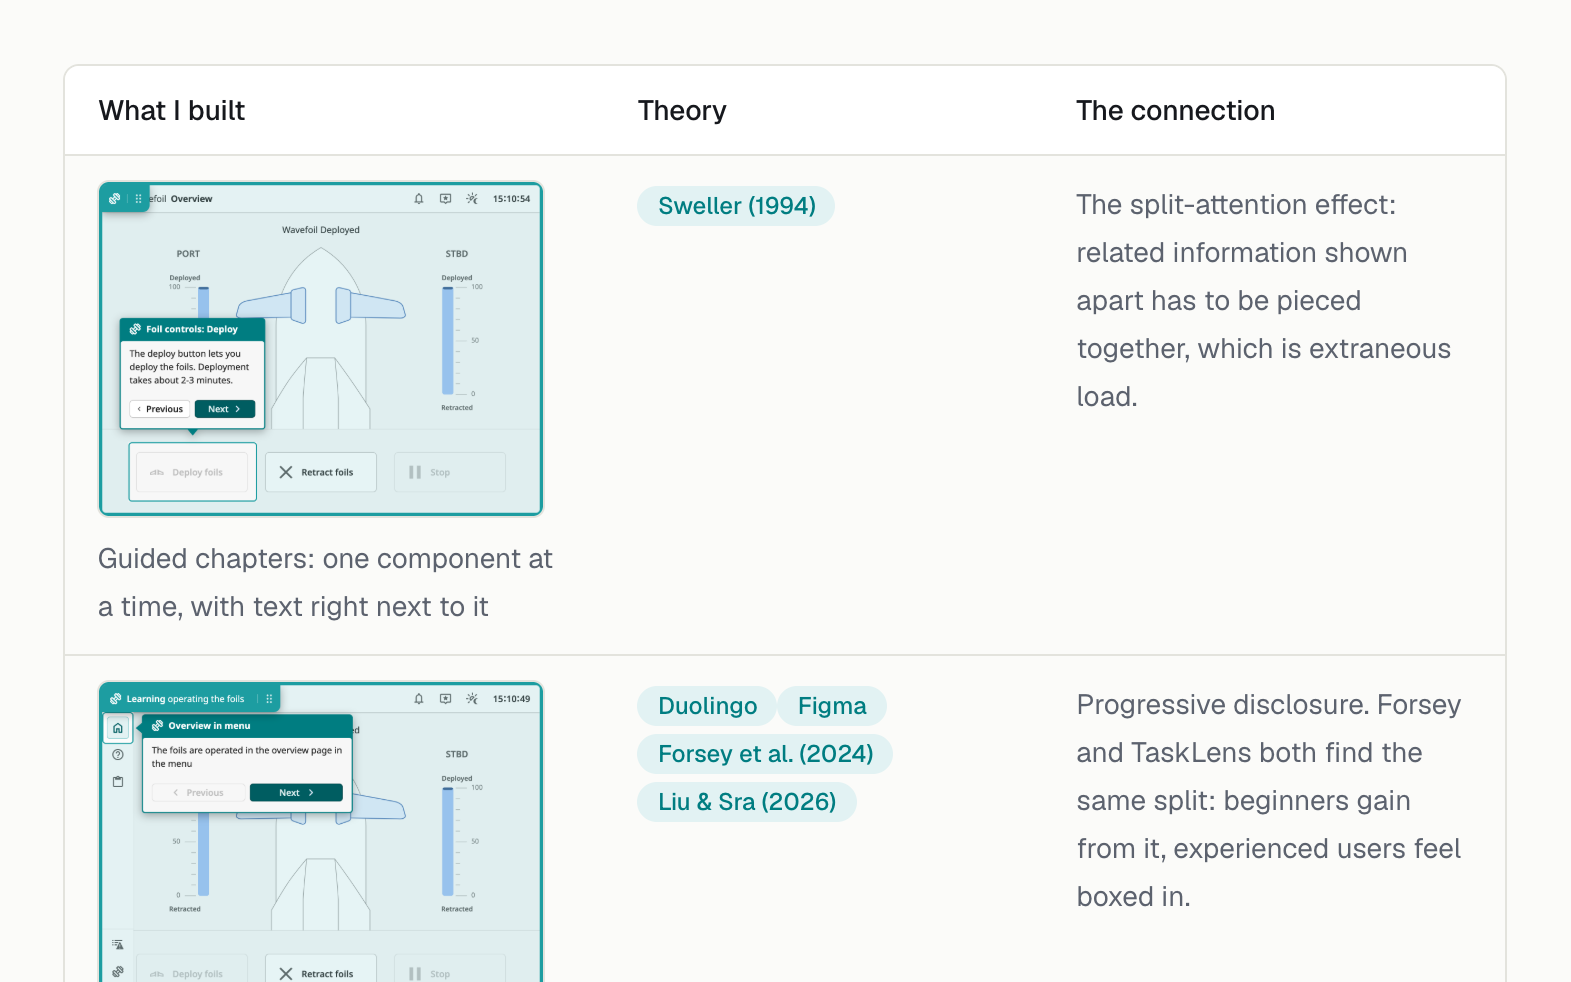 What I built
Theory
The connection
efoil Overview
15:10:54
Wavefoil Deployed
PORT
STBD
Deployed
100
Deployed
100
50
0
Retracted
Foil controls: Deploy
The deploy button lets you
deploy the foils. Deployment
takes about 2-3 minutes.
Previous
Next
Deploy foils
Retract foils
Stop
Guided chapters: one component at
a time, with text right next to it
Sweller (1994)
The split-attention effect:
related information shown
apart has to be pieced
together, which is extraneous
load.
Learning operating the foils
15:10:49
Overview in menu
The foils are operated in the overview page in
the menu
Previous
Next
ed
STBD
Deployed
100
50
0
Retracted
50
0
Retracted
Deploy foils
Retract foils
Stop
Duolingo
Figma
Forsey et al. (2024)
Liu & Sra (2026)
Progressive disclosure. Forsey
and TaskLens both find the
same split: beginners gain
from it, experienced users feel
boxed in.